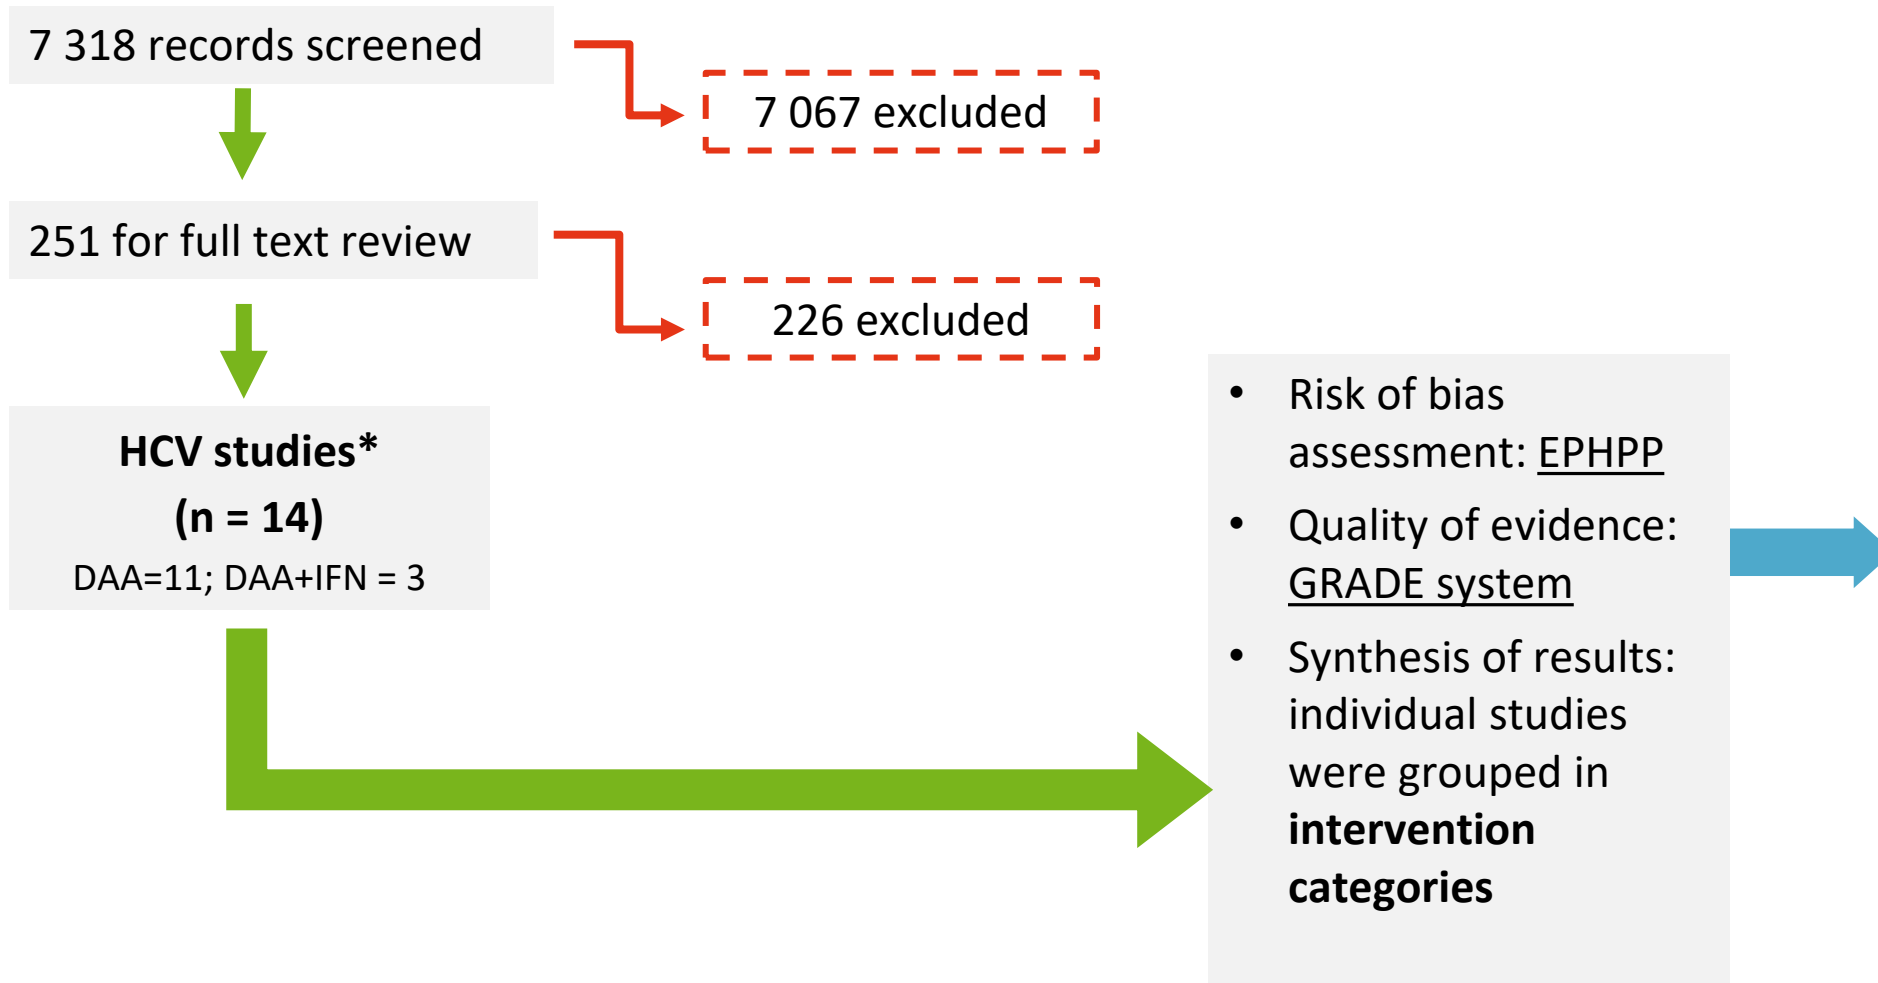 7 318 records screened
7 067 excluded
251 for full text review
226 excluded
HCV studies*
(n = 14)
DAA=11; DAA+IFN = 3
• Risk of bias
assessment: EPHPP
• Quality of evidence:
GRADE system
• Synthesis of results:
individual studies
were grouped in
intervention
categories